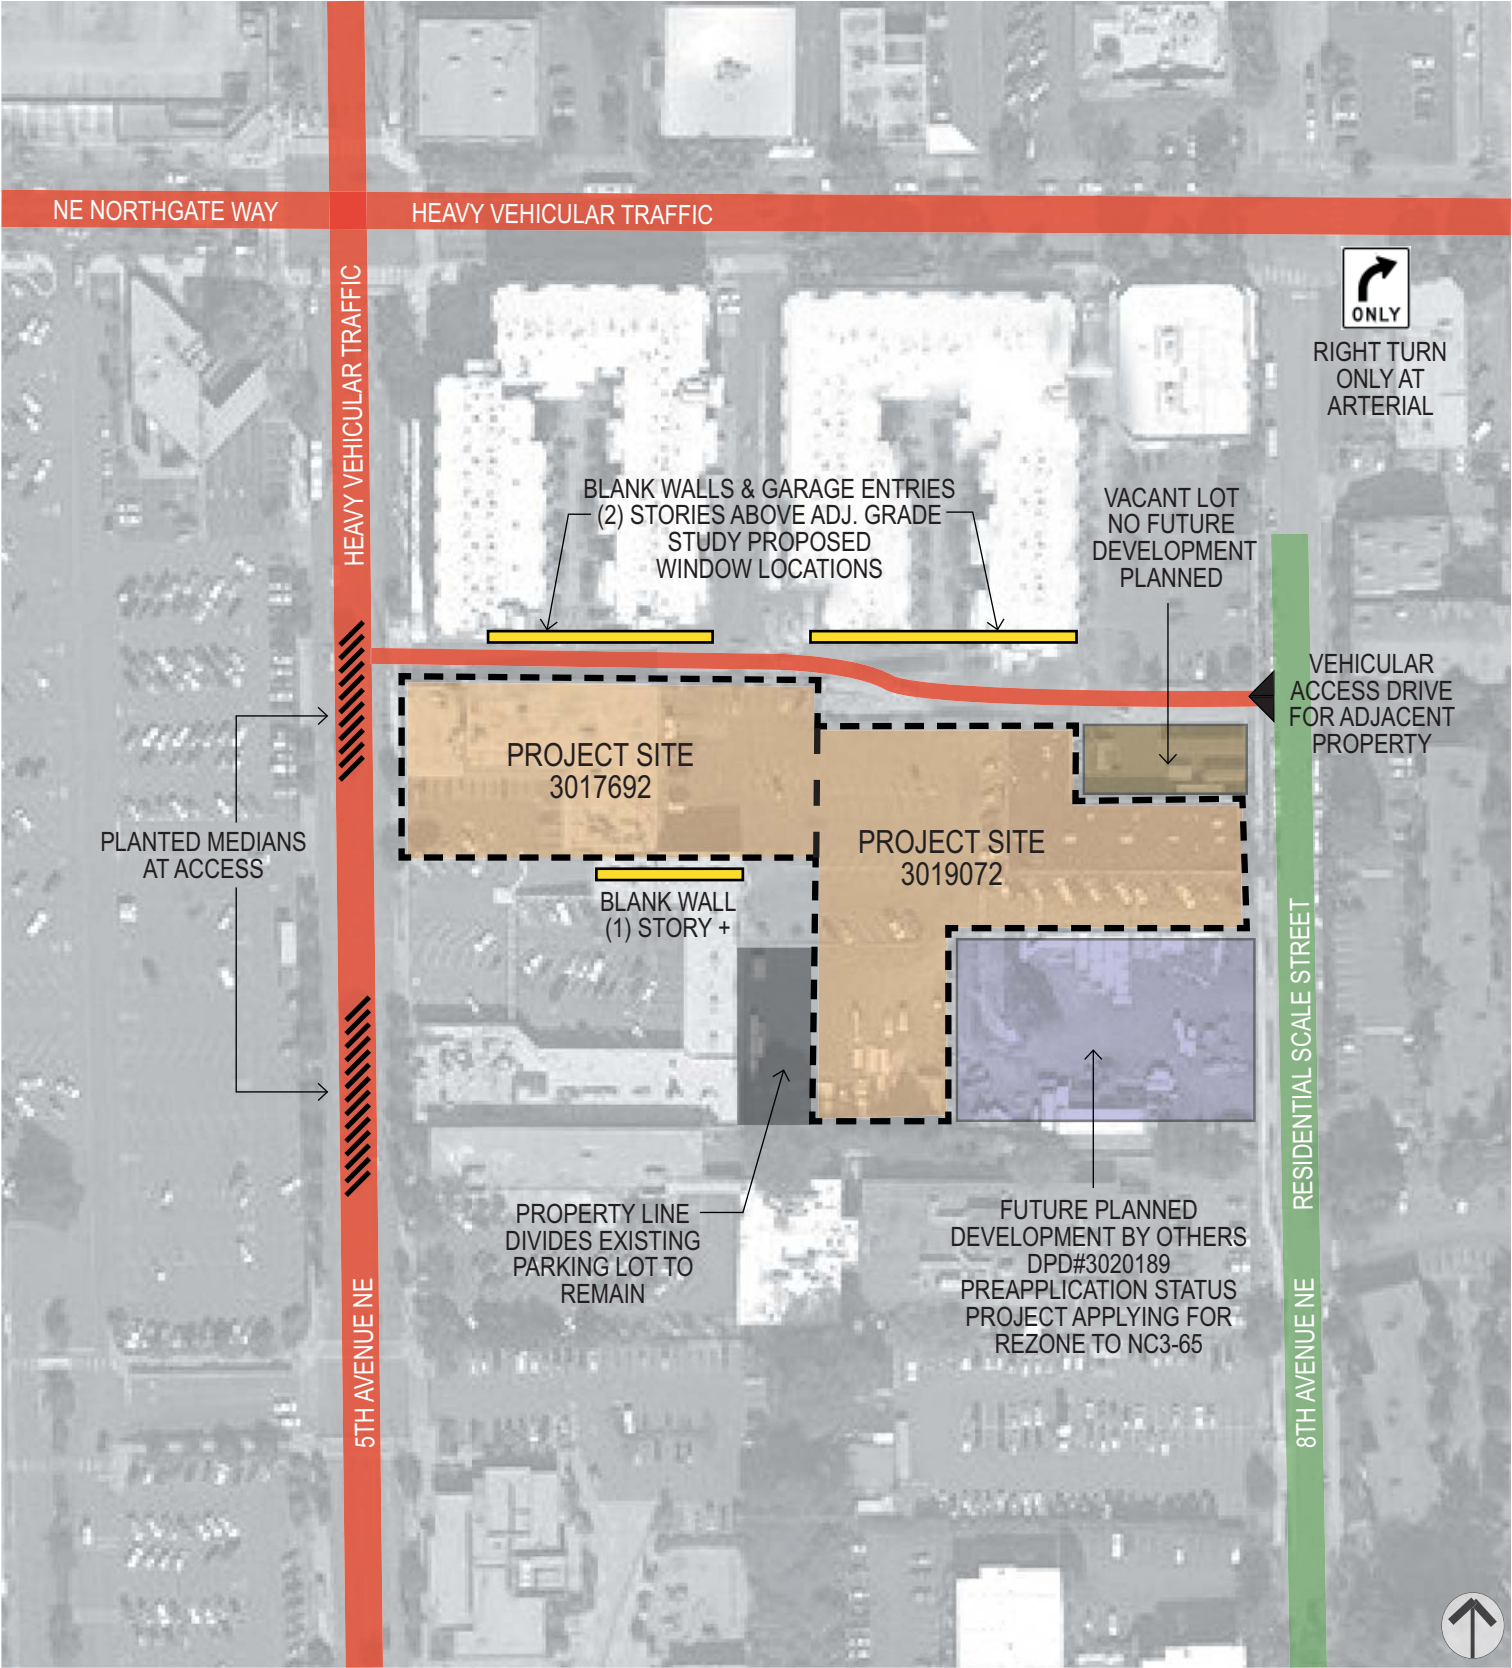 NE NORTHGATE WAY
HEAVY VEHICULAR TRAFFIC
HEAVY VEHICULAR TRAFFIC
ONLY
RIGHT TURN
ONLY AT
ARTERIAL
BLANK WALLS & GARAGE ENTRIES
(2) STORIES ABOVE ADJ. GRADE
STUDY PROPOSED
WINDOW LOCATIONS
VACANT LOT
NO FUTURE
DEVELOPMENT
PLANNED
VEHICULAR
ACCESS DRIVE
FOR ADJACENT
PROPERTY
PROJECT SITE
3017692
PLANTED MEDIANS
AT ACCESS
PROJECT SITE
3019072
BLANK WALL
(1) STORY +
RESIDENTIAL SCALE STREET
PROPERTY LINE
DIVIDES EXISTING
PARKING LOT TO
REMAIN
FUTURE PLANNED
DEVELOPMENT BY OTHERS
DPD#3020189
PREAPPLICATION STATUS
PROJECT APPLYING FOR
REZONE TO NC3-65
5TH AVENUE NE
8TH AVENUE NE